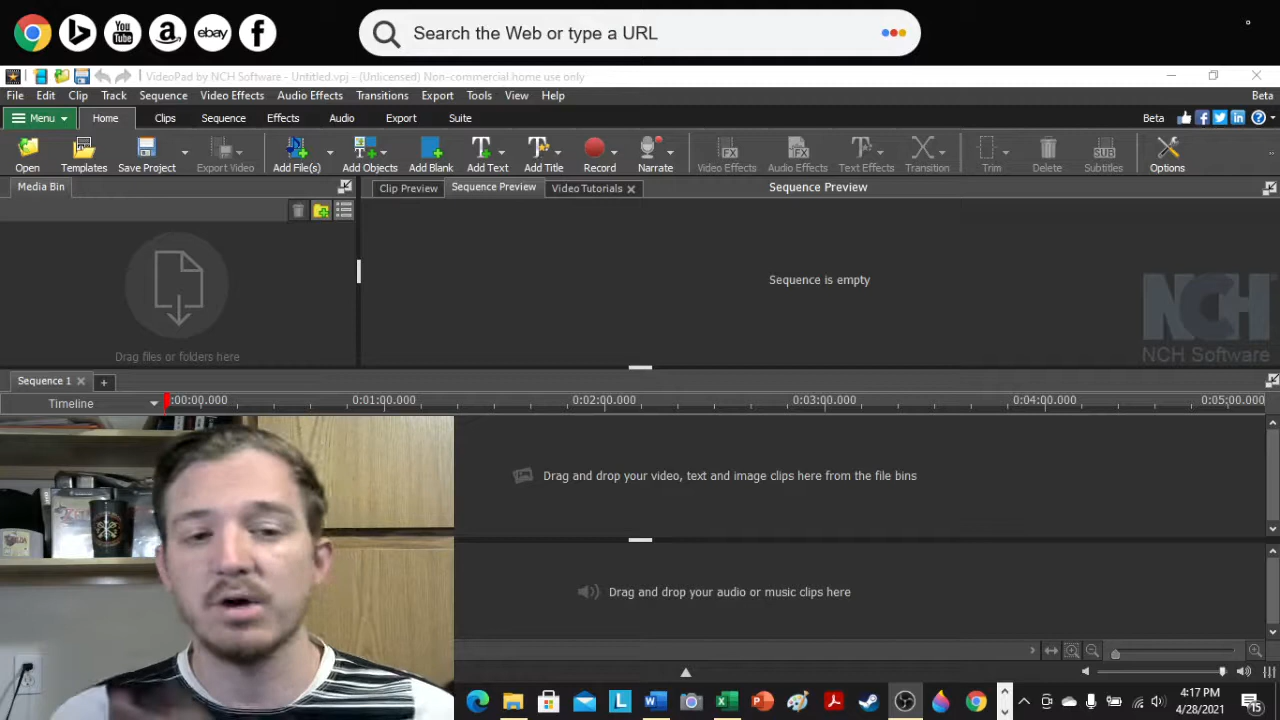 Search the Web or type a URL
VideoPad by NCH Software - Untitled.vpj - (Unlicensed) Non-commercial home use only
File Edit Clip Track Sequence Video Effects Audio Effects Transitions Export Tools View Help Beta
Menu Home Clips Sequence Effects Audio Export Suite Beta
Open Templates Save Project Export Video Add File(s) Add Objects Add Blank Add Text Add Title Record Narrate Video Effects Audio Effects Text Effects Transition Trim Delete Subtitles Options
Media Bin Clip Preview Sequence Preview Video Tutorials Sequence Preview
Sequence is empty
Drag files or folders here
NCH
NCH Software
Sequence 1
Timeline :00:00.000 0:01:00.000 0:02:00.000 0:03:00.000 0:04:00.000 0:05:00.000
Drag and drop your video, text and image clips here from the file bins
Drag and drop your audio or music clips here
4:17 PM
4/28/2021
15